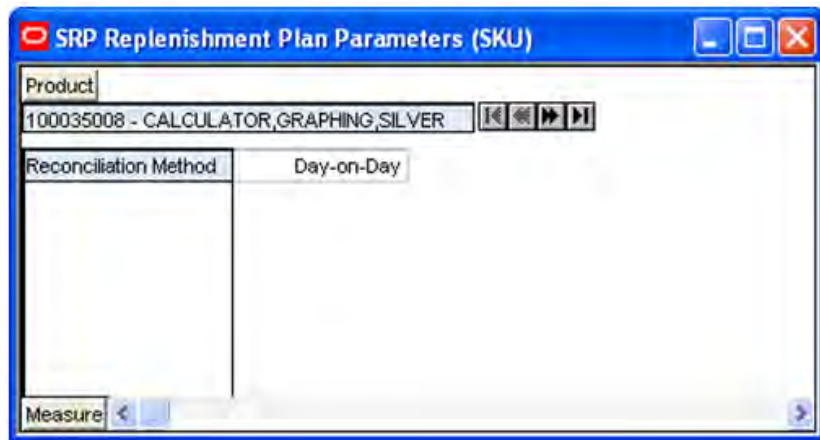 SRP Replenishment Plan Parameters (SKU)
Product
100035008 - CALCULATOR,GRAPHING,SILVER
Reconciliation Method Day-on-Day
Measure